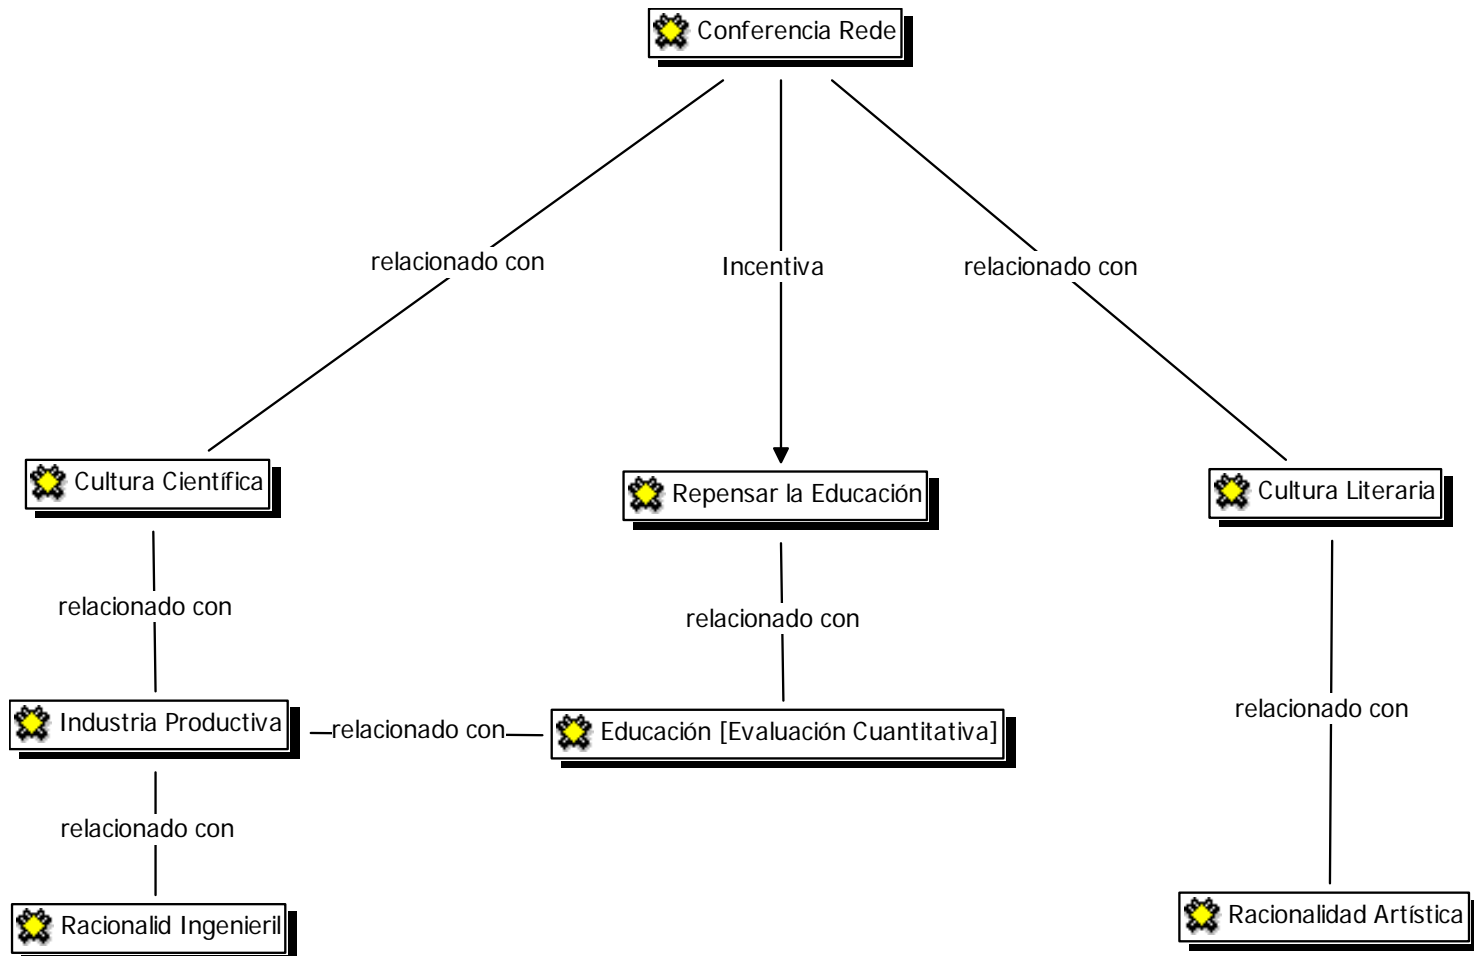 Conferencia Rede
relacionado con
Incentiva
relacionado con
Cultura Científica
Repensar la Educación
Cultura Literaria
relacionado con
relacionado con
relacionado con
Industria Productiva
relacionado con
Educación [Evaluación Cuantitativa]
relacionado con
Racionalid Ingenieril
Racionalidad Artística